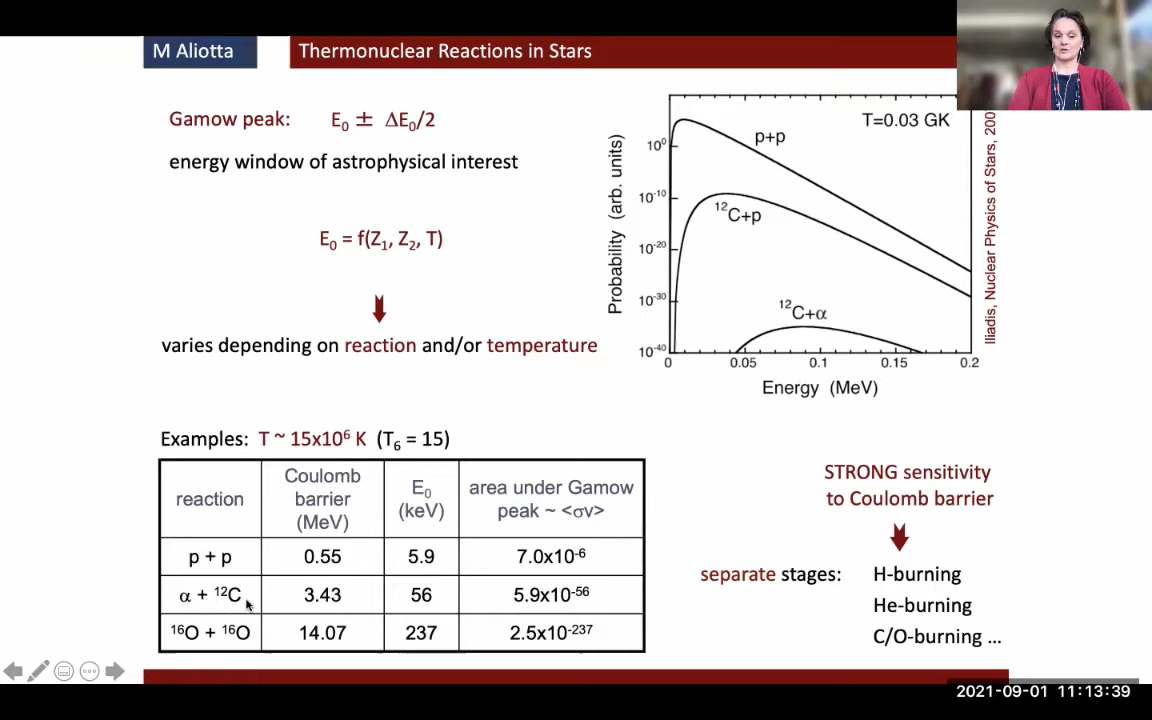 M Aliotta
Thermonuclear Reactions in Stars
Gamow peak: E₀ ± ΔE₀/2
energy window of astrophysical interest
E₀ = f(Z₁, Z₂, T)
varies depending on reaction and/or temperature
T=0.03 GK
p+p
¹²C+p
¹²C+α
Probability (arb. units)
10⁰
10⁻¹⁰
10⁻²⁰
10⁻³⁰
10⁻⁴⁰
0 0.05 0.1 0.15 0.2
Energy (MeV)
Iliadis, Nuclear Physics of Stars,
Examples: T ~ 15x10⁶ K (T₆ = 15)
reaction Coulomb barrier (MeV) E₀ (keV) area under Gamow peak ~ <σv>
p + p 0.55 5.9 7.0x10⁻⁶
α + ¹²C 3.43 56 5.9x10⁻⁵⁶
¹⁶O + ¹⁶O 14.07 237 2.5x10⁻²³⁷
STRONG sensitivity
to Coulomb barrier
separate stages: H-burning
He-burning
C/O-burning ...
2021-09-01 11:13:39